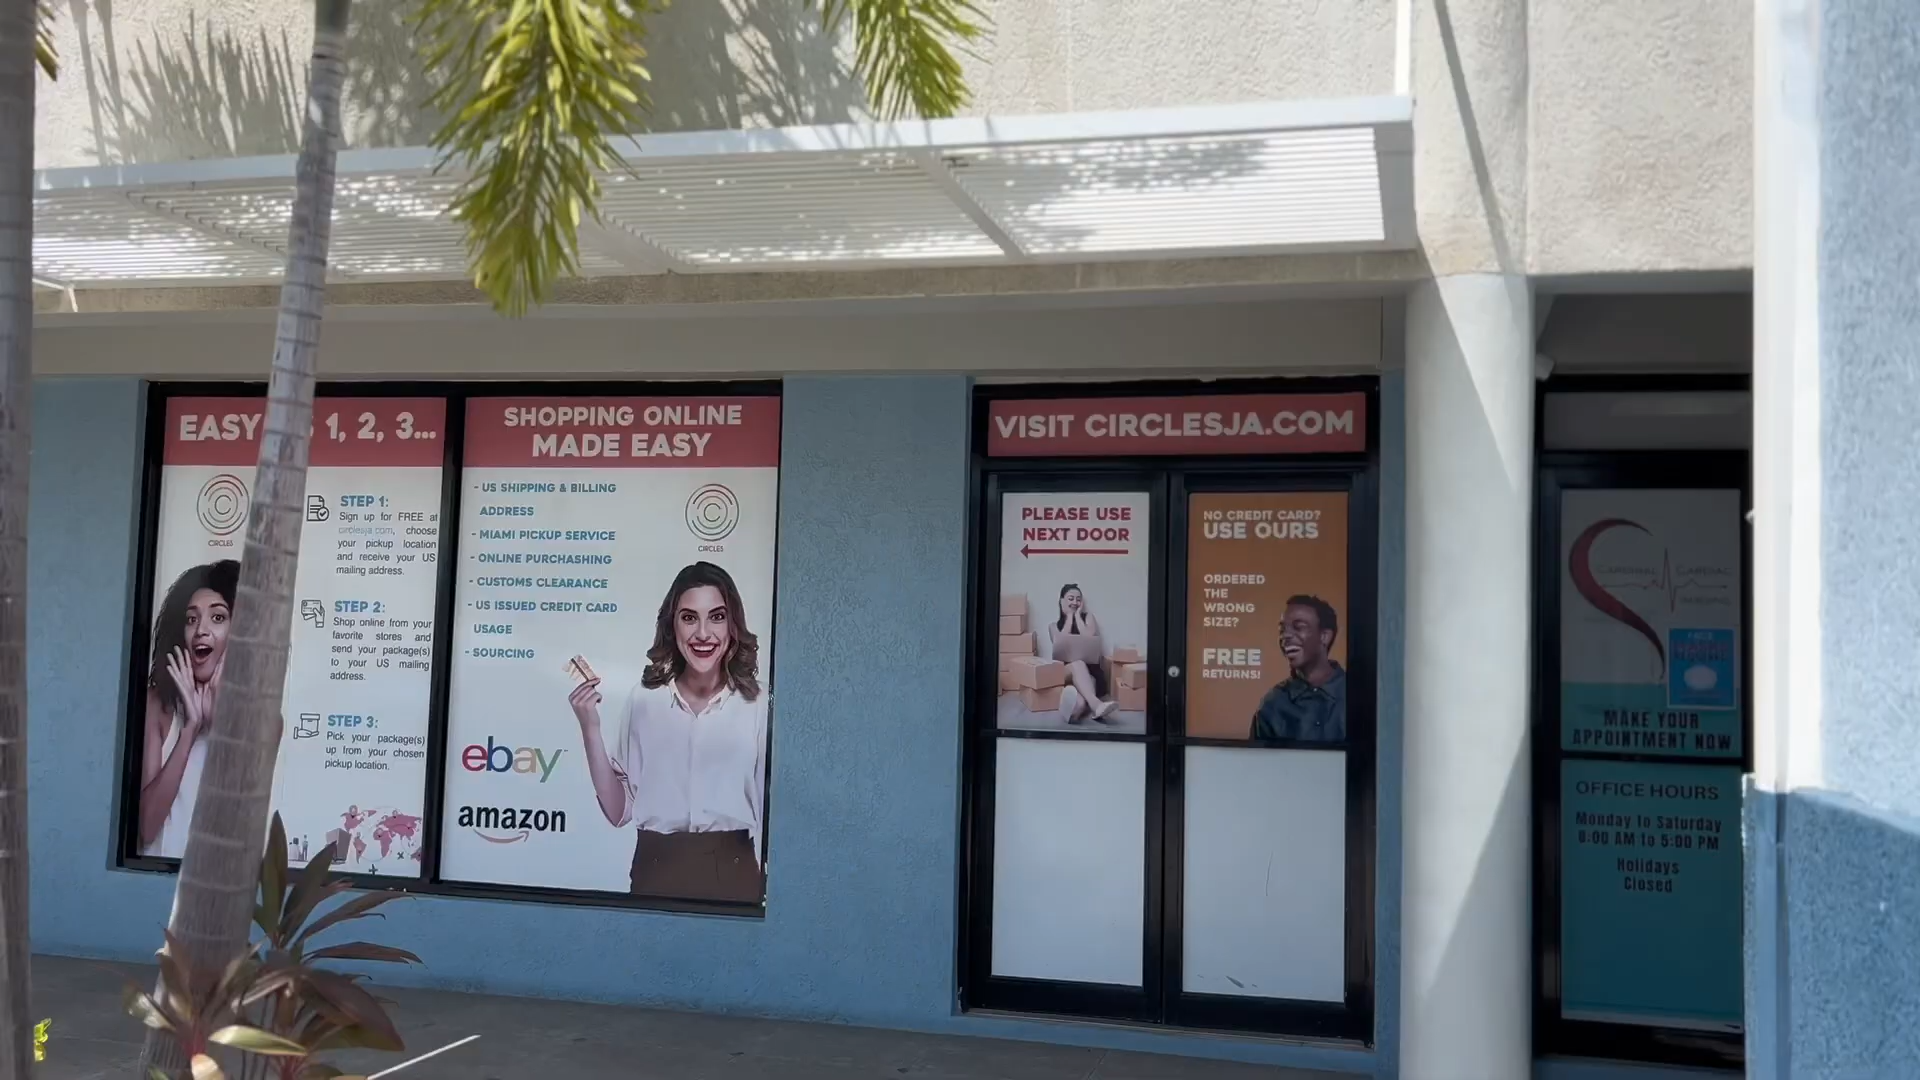 EASY 1, 2, 3...
CIRCLES
STEP 1:
Sign up for FREE at
circlesja.com, choose
your pickup location
and receive your US
mailing address.
STEP 2:
Shop online from your
favorite stores and
send your package(s)
to your US mailing
address.
STEP 3:
Pick your package(s)
up from your chosen
pickup location.
SHOPPING ONLINE
MADE EASY
- US SHIPPING & BILLING
ADDRESS
- MIAMI PICKUP SERVICE
- ONLINE PURCHASHING
- CUSTOMS CLEARANCE
- US ISSUED CREDIT CARD
USAGE
- SOURCING
C
CIRCLES
ebay
amazon
VISIT CIRCLESJA.COM
PLEASE USE
NEXT DOOR
NO CREDIT CARD?
USE OURS
ORDERED
THE
WRONG
SIZE?
FREE
RETURNS!
CARDIAC
MAKE YOUR
APPOINTMENT NOW
OFFICE HOURS
Monday to Saturday
8:00 AM to 5:00 PM
Holidays
Closed